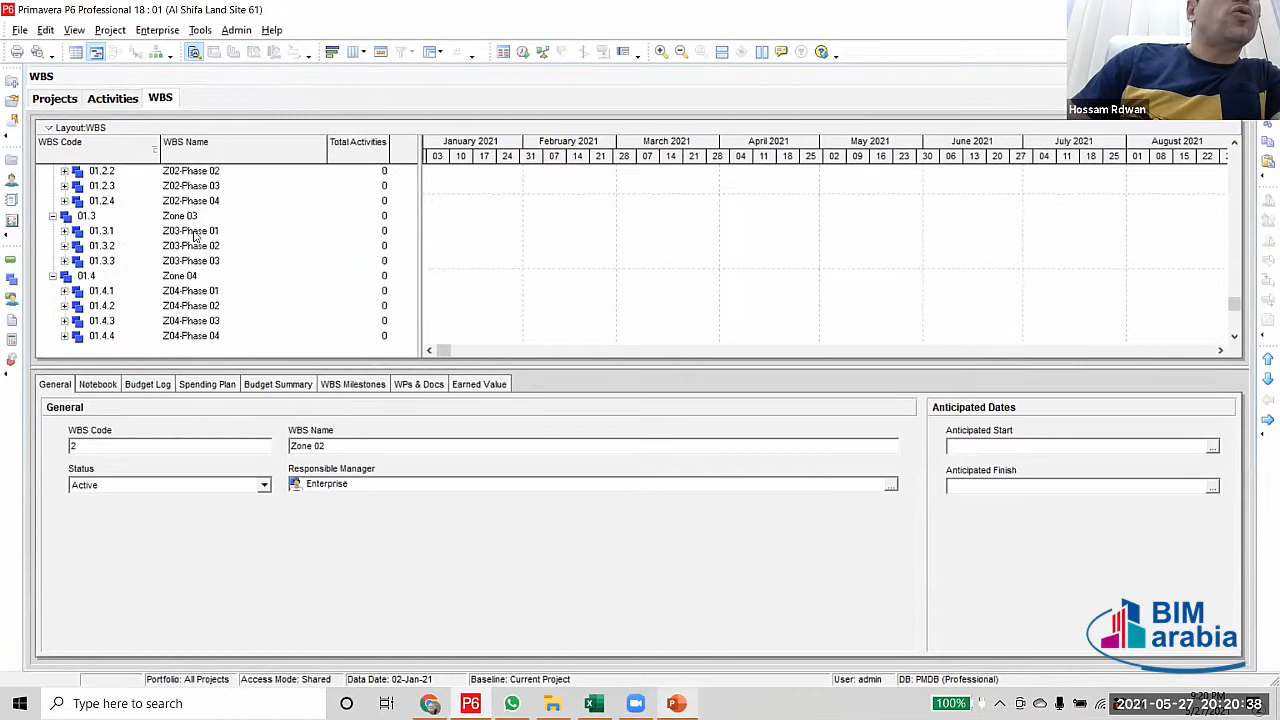 Primavera P6 Professional 18 : 01 (Al Shifa Land Site 61)
File Edit View Project Enterprise Tools Admin Help
Hossam Rdwan
WBS
Projects Activities WBS
Layout:WBS
WBS Code WBS Name Total Activities
January 2021 February 2021 March 2021 April 2021 May 2021 June 2021 July 2021 August 2021
03 10 17 24 31 07 14 21 28 07 14 21 28 04 11 18 25 02 09 16 23 30 06 13 20 27 04 11 18 25 01 08 15 22
01.2.2 Z02-Phase 02 0
01.2.3 Z02-Phase 03 0
01.2.4 Z02-Phase 04 0
01.3 Zone 03 0
01.3.1 Z03-Phase 01 0
01.3.2 Z03-Phase 02 0
01.3.3 Z03-Phase 03 0
01.4 Zone 04 0
01.4.1 Z04-Phase 01 0
01.4.2 Z04-Phase 02 0
01.4.3 Z04-Phase 03 0
01.4.4 Z04-Phase 04 0
General Notebook Budget Log Spending Plan Budget Summary WBS Milestones WPs & Docs Earned Value
General
WBS Code WBS Name
2 Zone 02
Status Responsible Manager
Active Enterprise
Anticipated Dates
Anticipated Start
Anticipated Finish
BIM
arabia
Portfolio: All Projects Access Mode: Shared Data Date: 02-Jan-21 Baseline: Current Project User: admin DB: PMDB (Professional)
Type here to search
100%
9:20 PM
2021-05-27 20:20:38